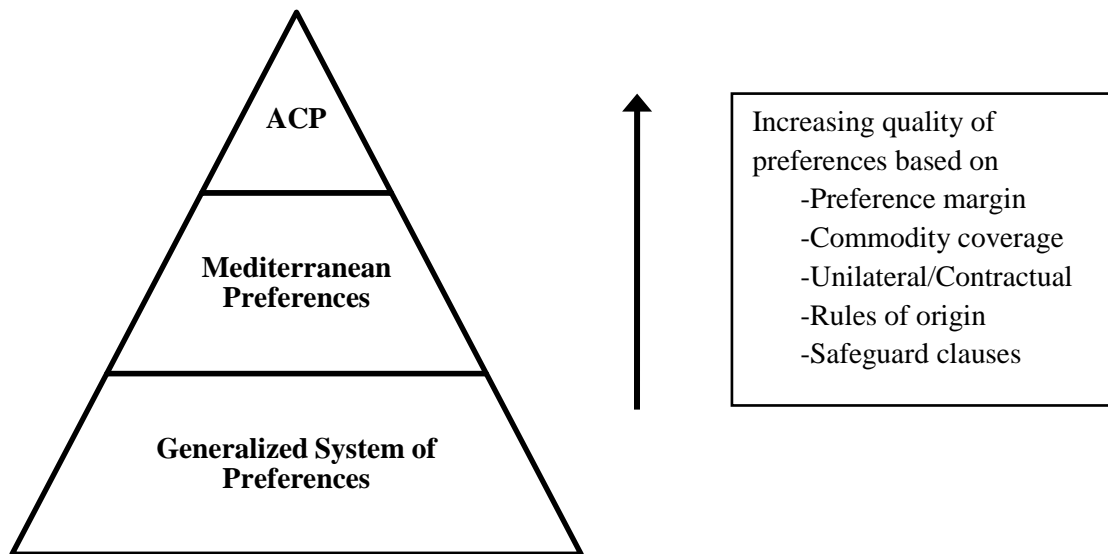 ACP
Mediterranean
Preferences
Generalized System of
Preferences
Increasing quality of
preferences based on
-Preference margin
-Commodity coverage
-Unilateral/Contractual
-Rules of origin
-Safeguard clauses